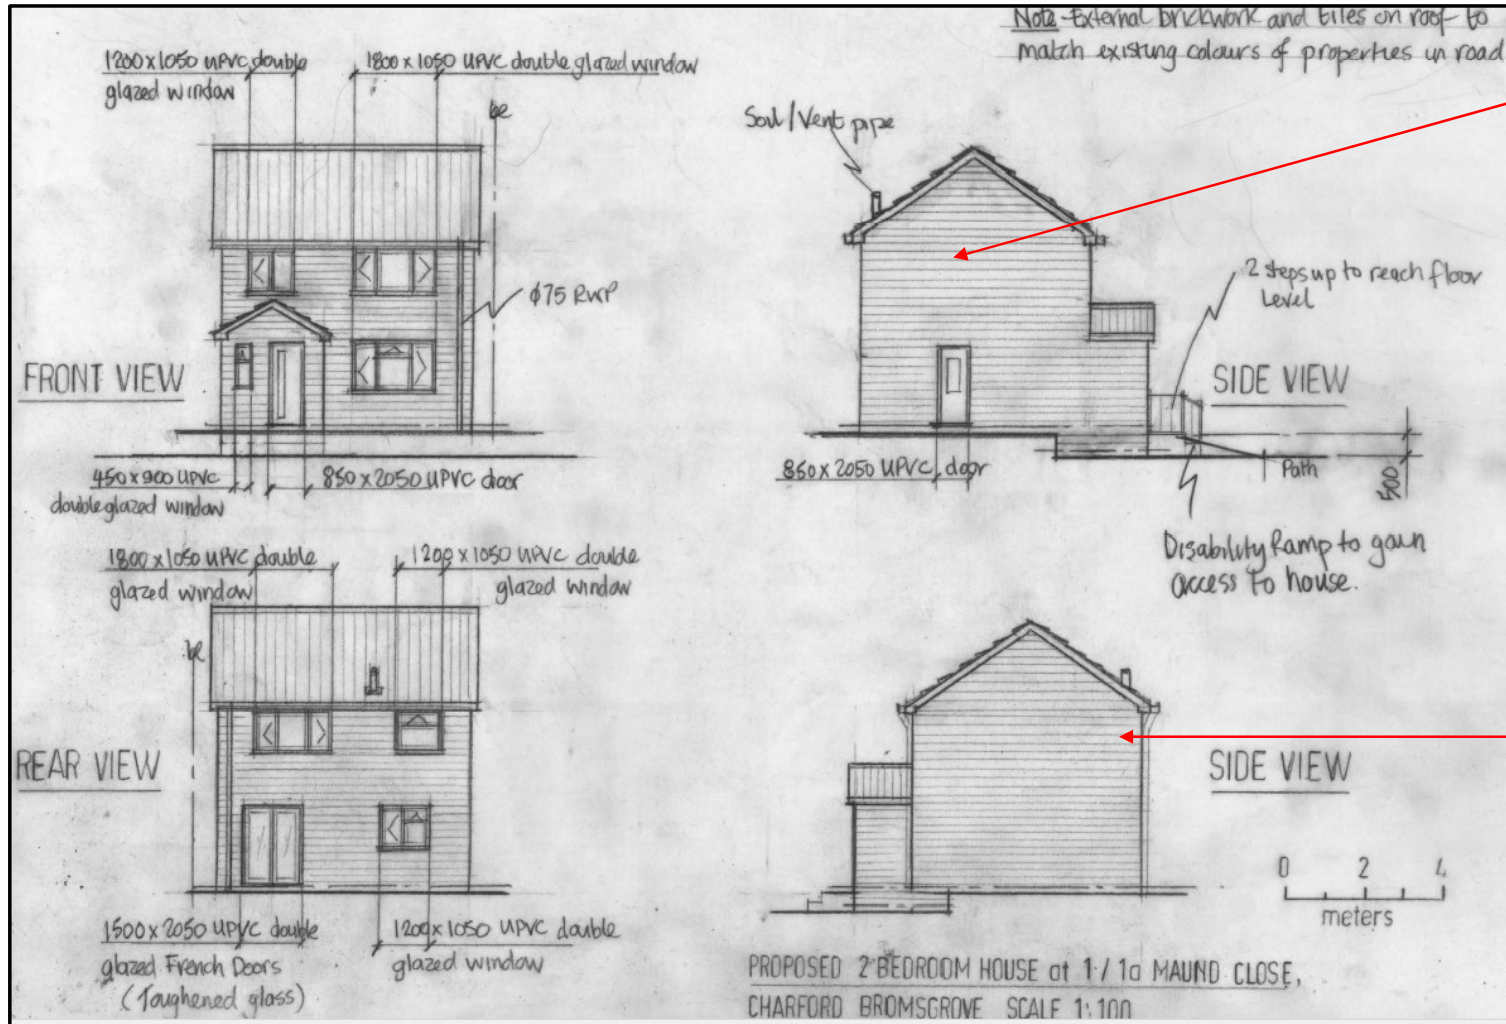 Note - External brickwork and tiles on roof to
match existing colours of properties in road
1200 x 1050 UPVC double
glazed window
1800 x 1050 UPVC double glazed window
Soil / Vent pipe
ϕ75 RWP
2 steps up to reach floor
level
FRONT VIEW
SIDE VIEW
450 x 900 UPVC
double glazed window
850 x 2050 UPVC door
850 x 2050 UPVC door
Path
500
Disability Ramp to gain
access to house.
1800 x 1050 UPVC double
glazed window
1200 x 1050 UPVC double
glazed window
REAR VIEW
SIDE VIEW
0 2 4
meters
1500 x 2050 UPVC double
glazed French Doors
(Toughened glass)
1200 x 1050 UPVC double
glazed window
PROPOSED 2 BEDROOM HOUSE at 1 / 1a MAUND CLOSE,
CHARFORD BROMSGROVE SCALE 1:100